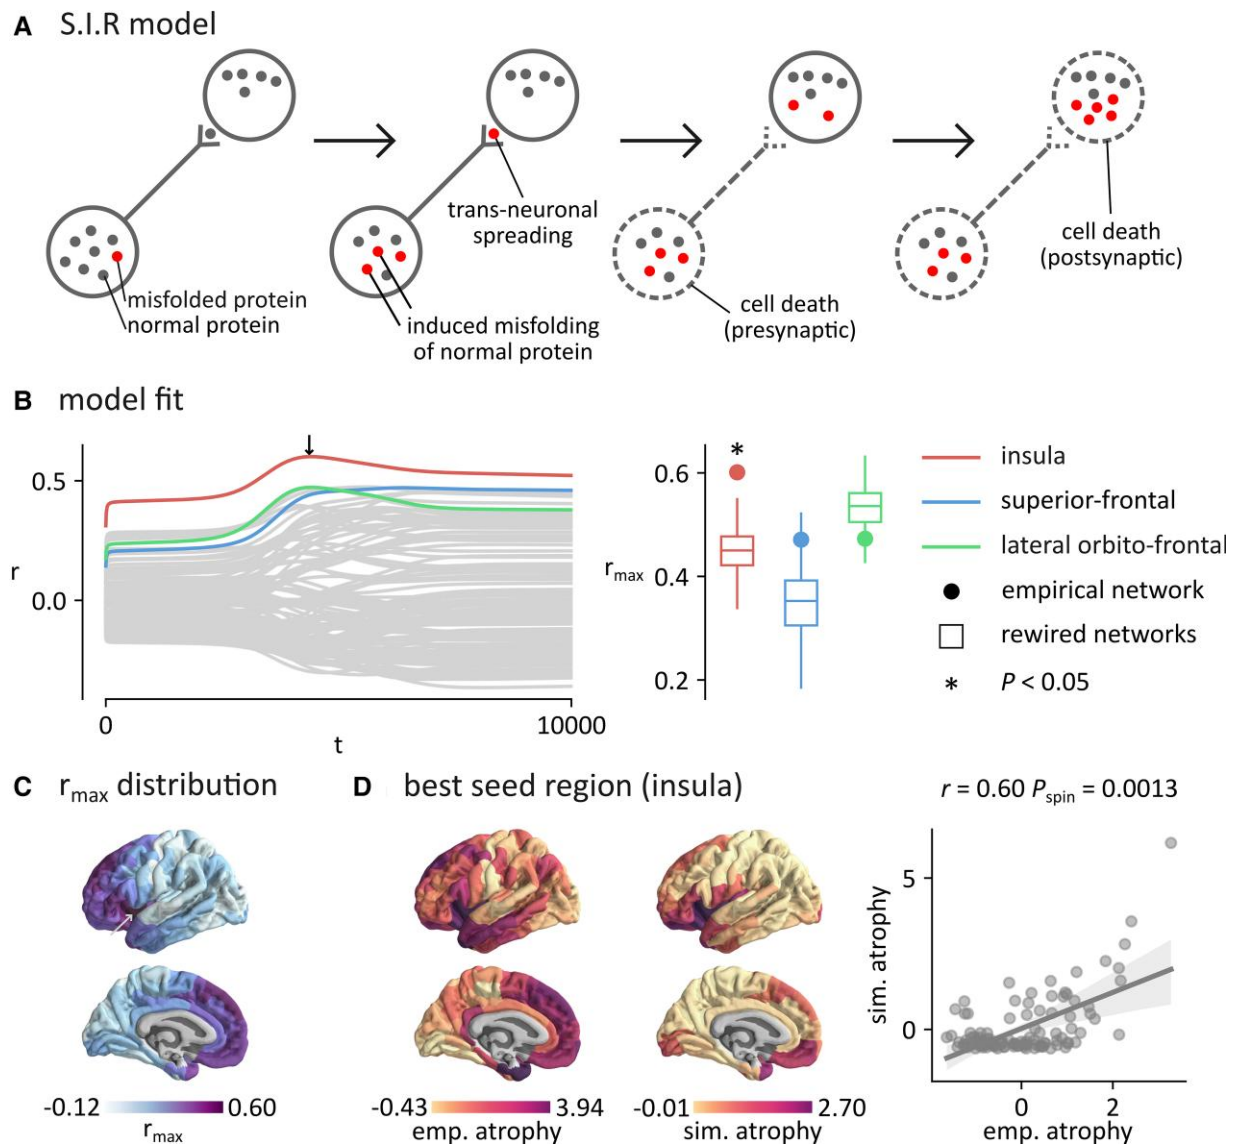 A S.I.R model
trans-neuronal
spreading
misfolded protein
normal protein
induced misfolding
of normal protein
cell death
(presynaptic)
cell death
(postsynaptic)
B model fit
r
0.5
0.0
0
10000
t
rmax
0.6
0.4
0.2
*
insula
superior-frontal
lateral orbito-frontal
empirical network
rewired networks
* P < 0.05
C rmax distribution
-0.12 0.60
rmax
D best seed region (insula)
-0.43 3.94
emp. atrophy
-0.01 2.70
sim. atrophy
r = 0.60 Pspin = 0.0013
sim. atrophy
5
0
0 2
emp. atrophy